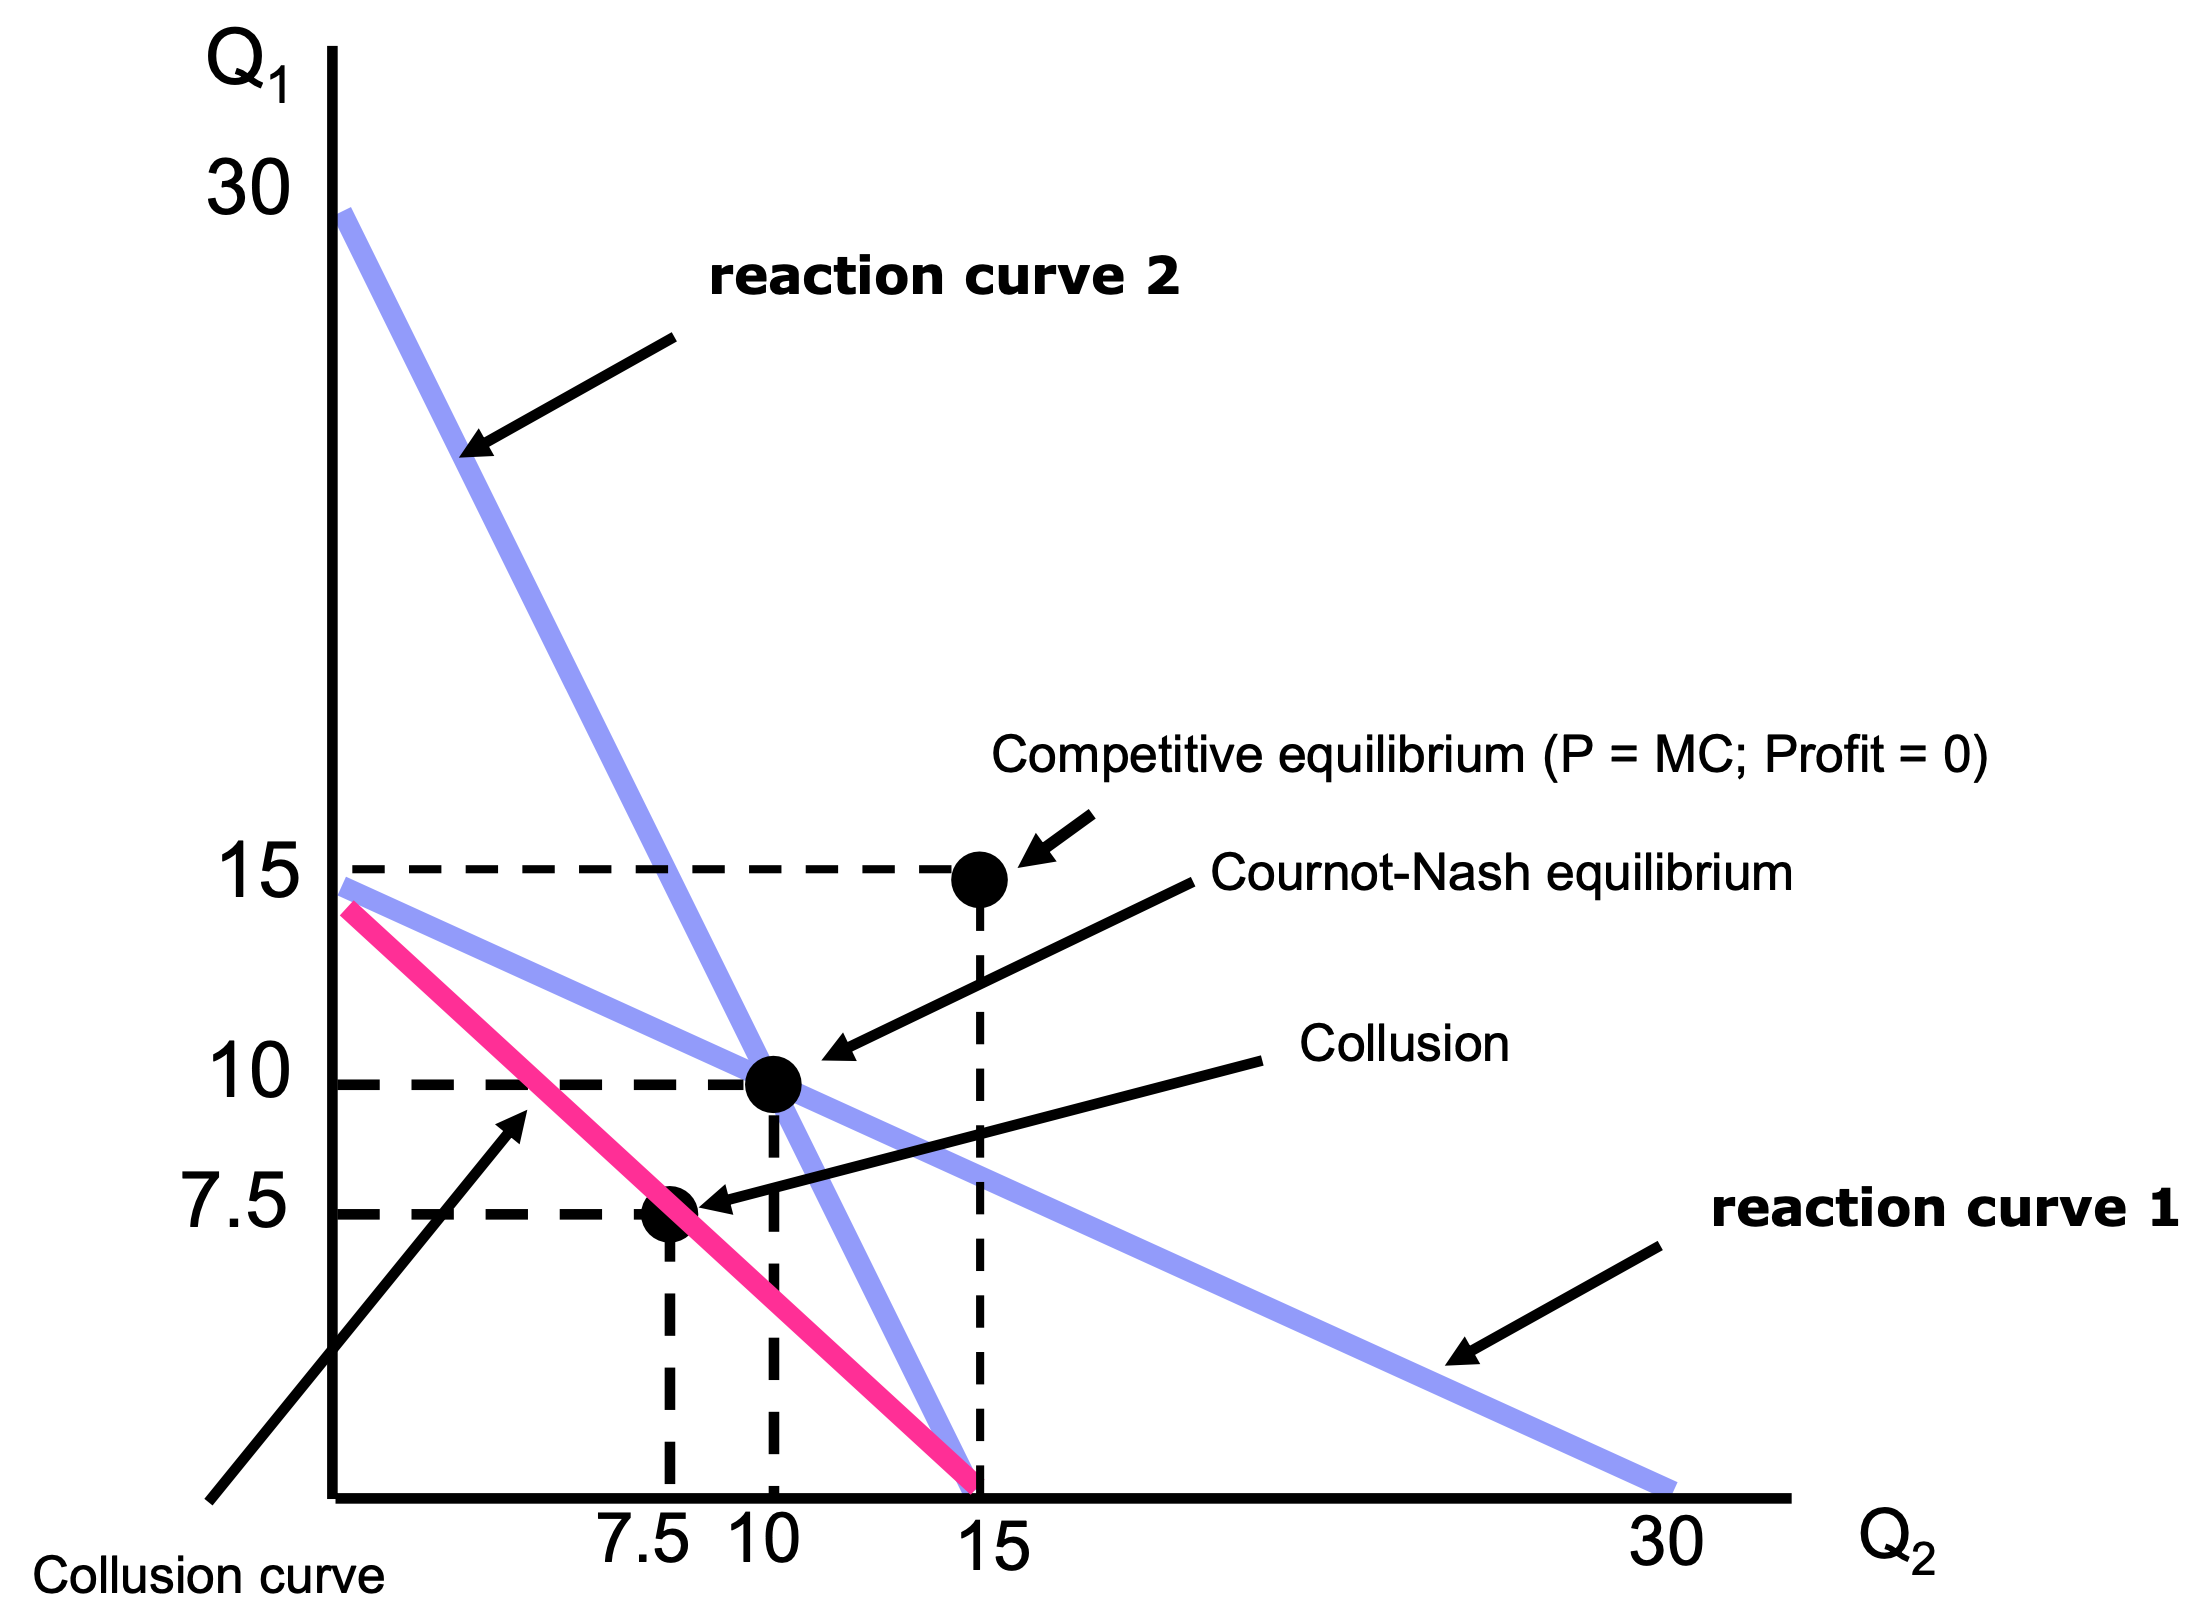 Q1
30
reaction curve 2
Competitive equilibrium (P = MC; Profit = 0)
15
Cournot-Nash equilibrium
Collusion
10
7.5
reaction curve 1
7.5 10 15 30 Q2
Collusion curve